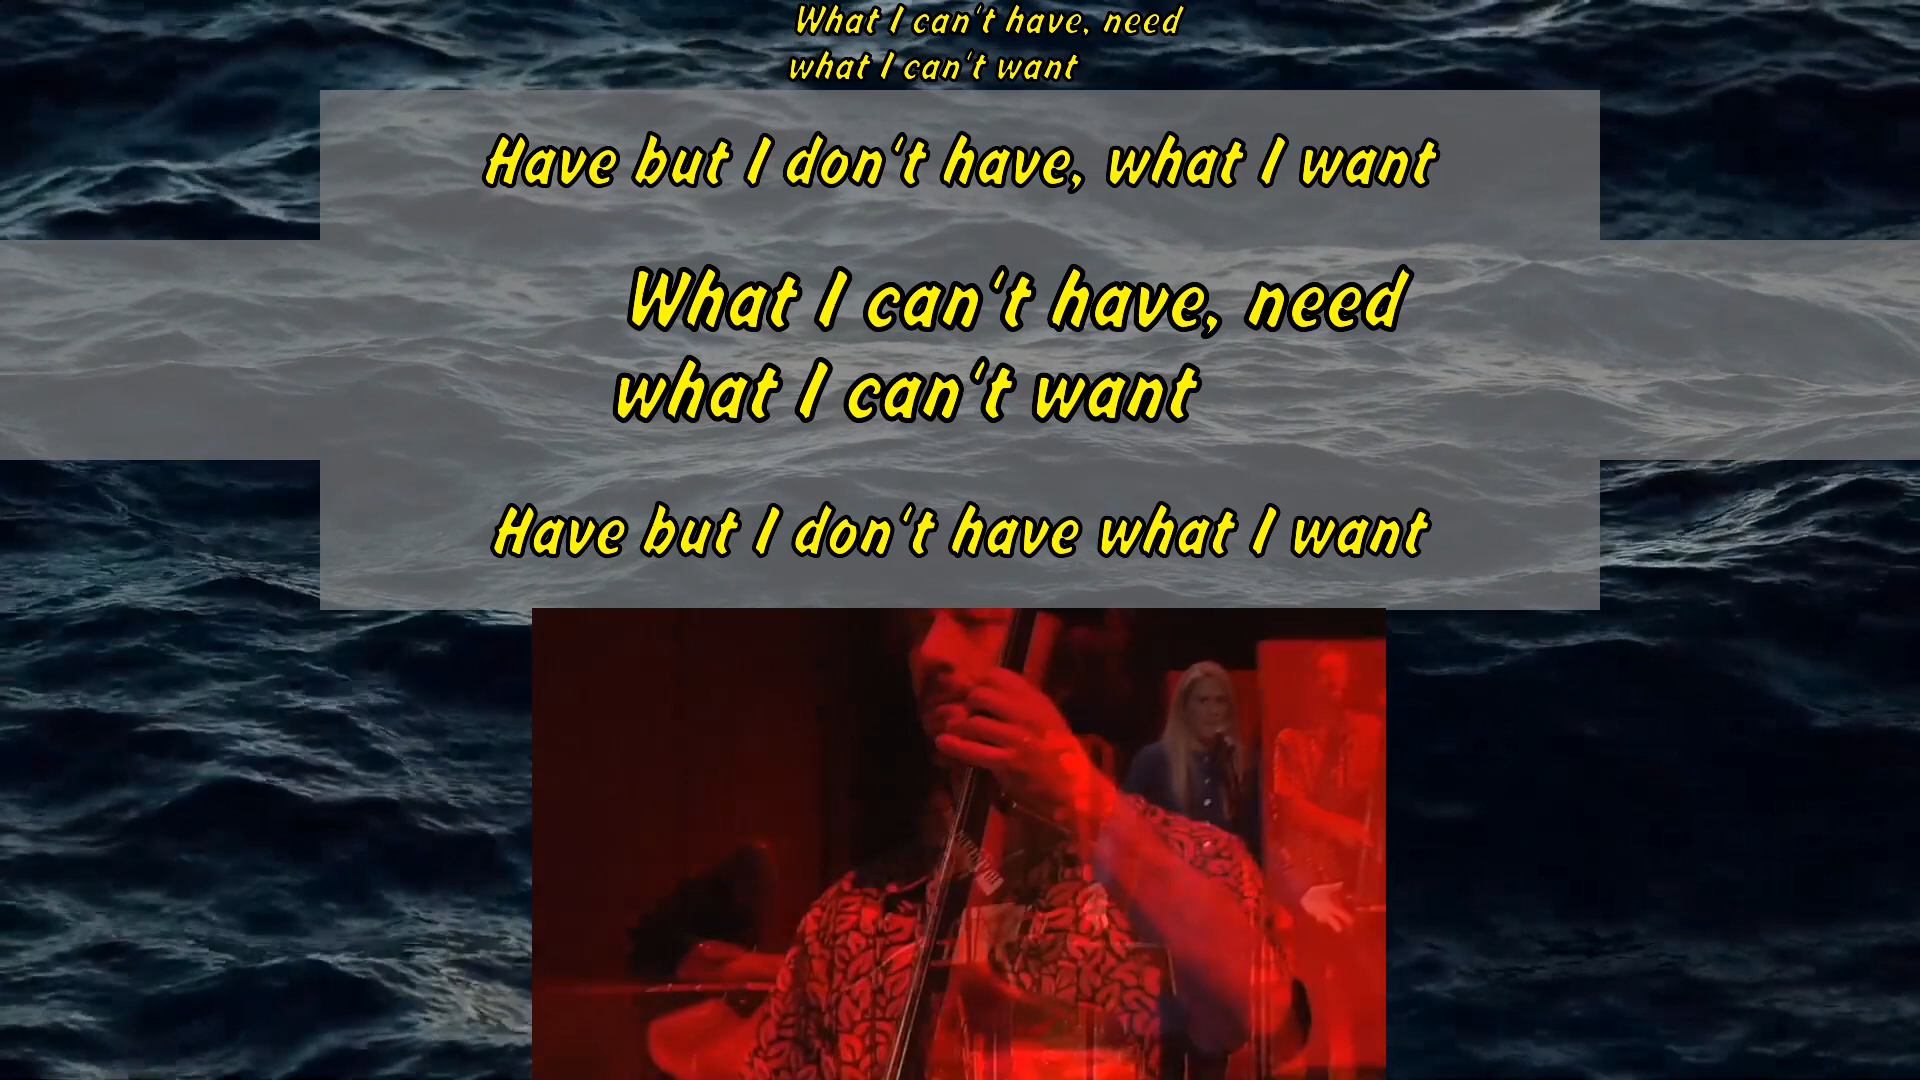 What I can't have, need
what I can't want
Have but I don't have, what I want
What I can't have, need
what I can't want
Have but I don't have what I want